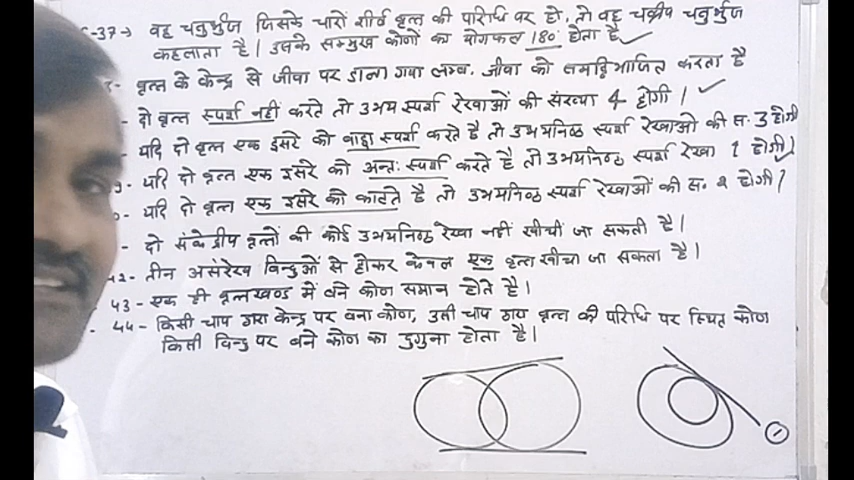 -37→ वह चतुर्भुज जिसके चारों शीर्ष वृत्त की परिधि पर हो, तो वह चक्रीय चतुर्भुज
कहलाता है। उसके सम्मुख कोणों का योगफल 180° होता है
- वृत्त के केन्द्र से जीवा पर डाला गया लम्ब, जीवा को समद्विभाजित करता है
- दो वृत्त स्पर्श नहीं करते तो उभय स्पर्श रेखाओं की संख्या 4 होगी।
- यदि दो वृत्त एक दूसरे को वाह्य स्पर्श करते है तो उभयनिष्ठ स्पर्श रेखाओं की स. 3 होगी
- यदि दो वृत्त एक दूसरे को अन्तः स्पर्श करते है तो उभयनिष्ठ स्पर्श रेखा 1 होगी।
- यदि दो वृत्त एक दूसरे को काटते है तो उभयनिष्ठ स्पर्श रेखाओं की स. 2 होगी।
- दो संकेन्द्रीय वृत्तों की कोई उभयनिष्ठ रेखा नहीं खीची जा सकती है।
42- तीन असंरेख बिन्दुओं से होकर केवल एक वृत्त खीचा जा सकता है।
43- एक ही वृत्तखण्ड में बने कोण समान होते है।
44- किसी चाप द्वारा केन्द्र पर बना कोण, उसी चाप द्वारा वृत्त की परिधि पर स्थित कोण
किसी बिन्दु पर बने कोण का दुगुना होता है।
1